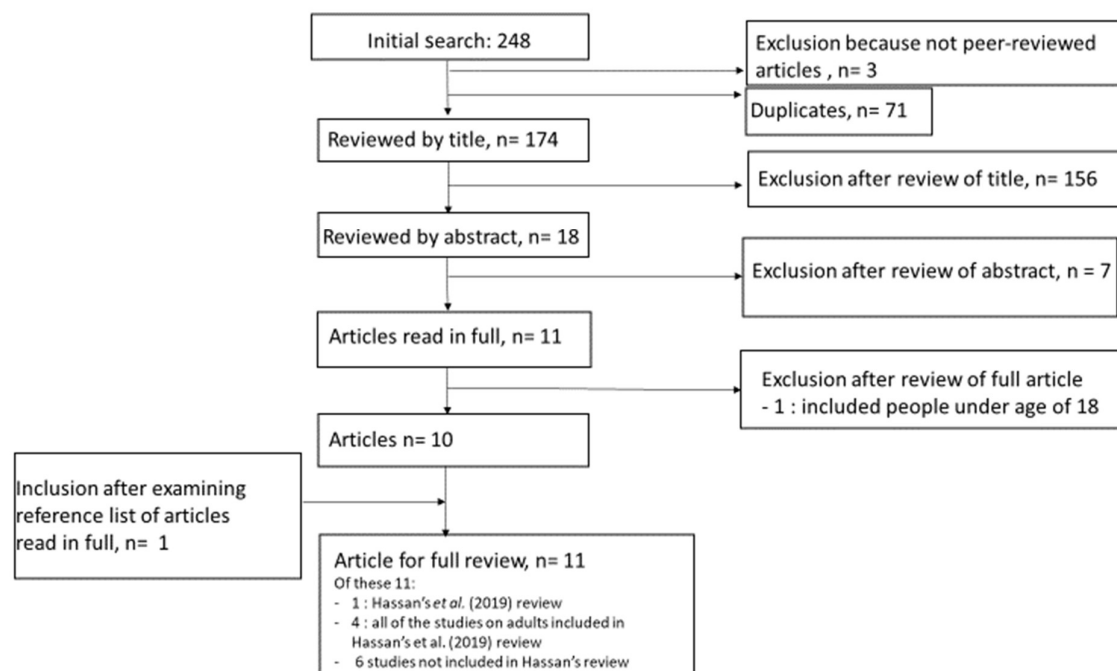 Initial search: 248
Exclusion because not peer-reviewed
articles , n= 3
Duplicates, n= 71
Reviewed by title, n= 174
Exclusion after review of title, n= 156
Reviewed by abstract, n= 18
Exclusion after review of abstract, n = 7
Articles read in full, n= 11
Exclusion after review of full article
- 1 : included people under age of 18
Articles n= 10
Inclusion after examining
reference list of articles
read in full, n= 1
Article for full review, n= 11
Of these 11:
- 1 : Hassan's et al. (2019) review
- 4 : all of the studies on adults included in
Hassan's et al. (2019) review
- 6 studies not included in Hassan's review